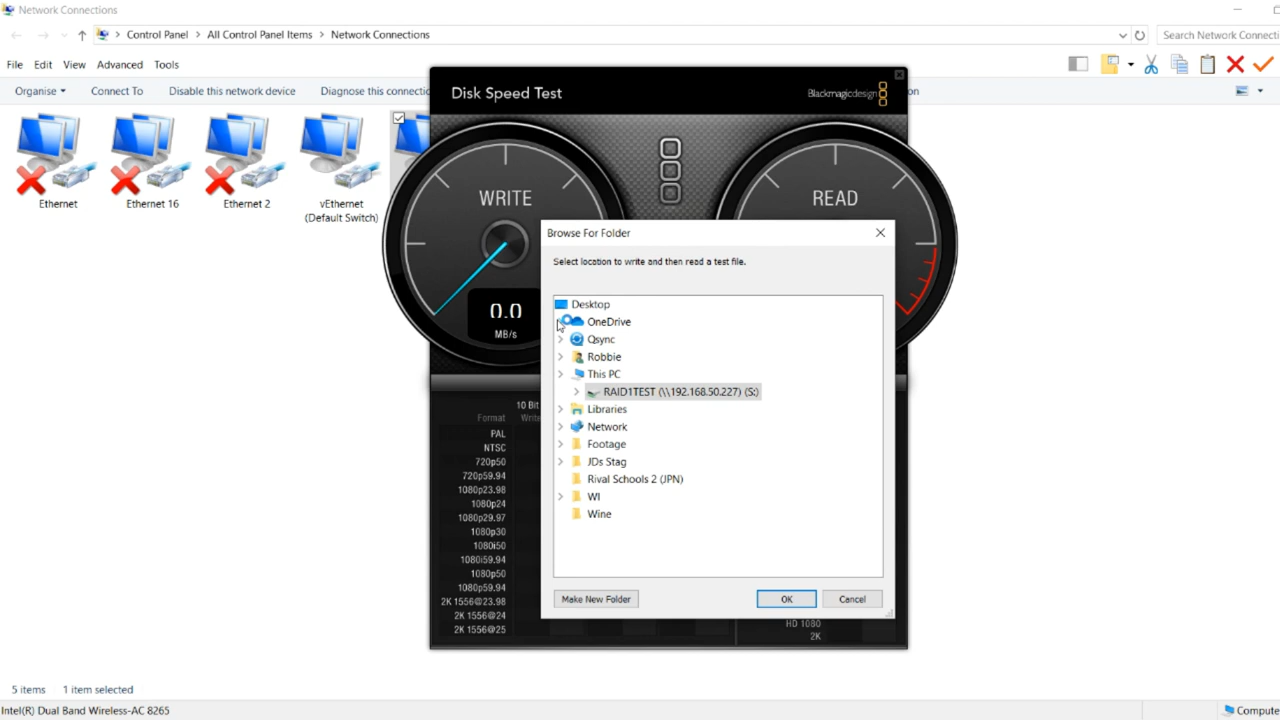 Network Connections
Control Panel > All Control Panel Items > Network Connections
Search Network Connecti
File Edit View Advanced Tools
Organise Connect To Disable this network device Diagnose this connectio
on
Disk Speed Test
Blackmagicdesign
Ethernet
Ethernet 16
Ethernet 2
vEthernet
(Default Switch)
WRITE
0.0
MB/s
READ
Browse For Folder
Select location to write and then read a test file.
Desktop
OneDrive
Qsync
Robbie
This PC
RAID1TEST (\\192.168.50.227) (S:)
Libraries
Network
Footage
JDs Stag
Rival Schools 2 (JPN)
WI
Wine
Make New Folder
OK
Cancel
10 Bit
Format Write
PAL
NTSC
720p50
720p59.94
1080p23.98
1080p24
1080p29.97
1080p30
1080i50
1080i59.94
1080p50
1080p59.94
2K 1556@23.98
2K 1556@24
2K 1556@25
HD 1080
2K
5 items 1 item selected
Intel(R) Dual Band Wireless-AC 8265
Compute